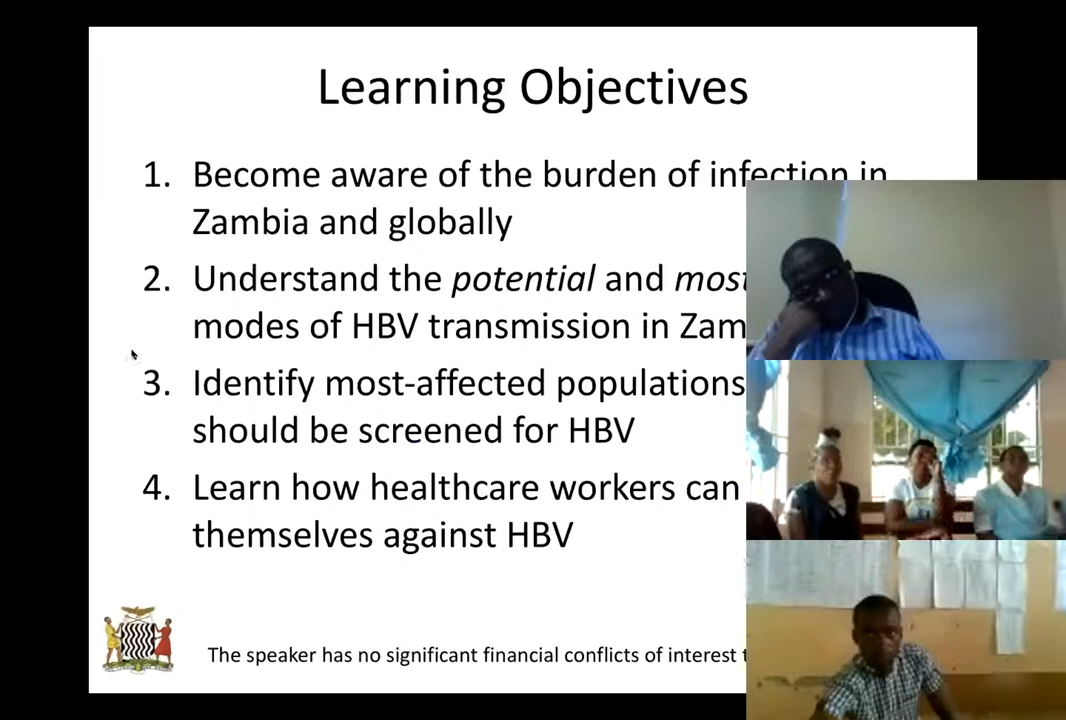 Learning Objectives
1. Become aware of the burden of infection in
Zambia and globally
2. Understand the potential and most
modes of HBV transmission in Zam
3. Identify most-affected populations
should be screened for HBV
4. Learn how healthcare workers can
themselves against HBV
The speaker has no significant financial conflicts of interest t